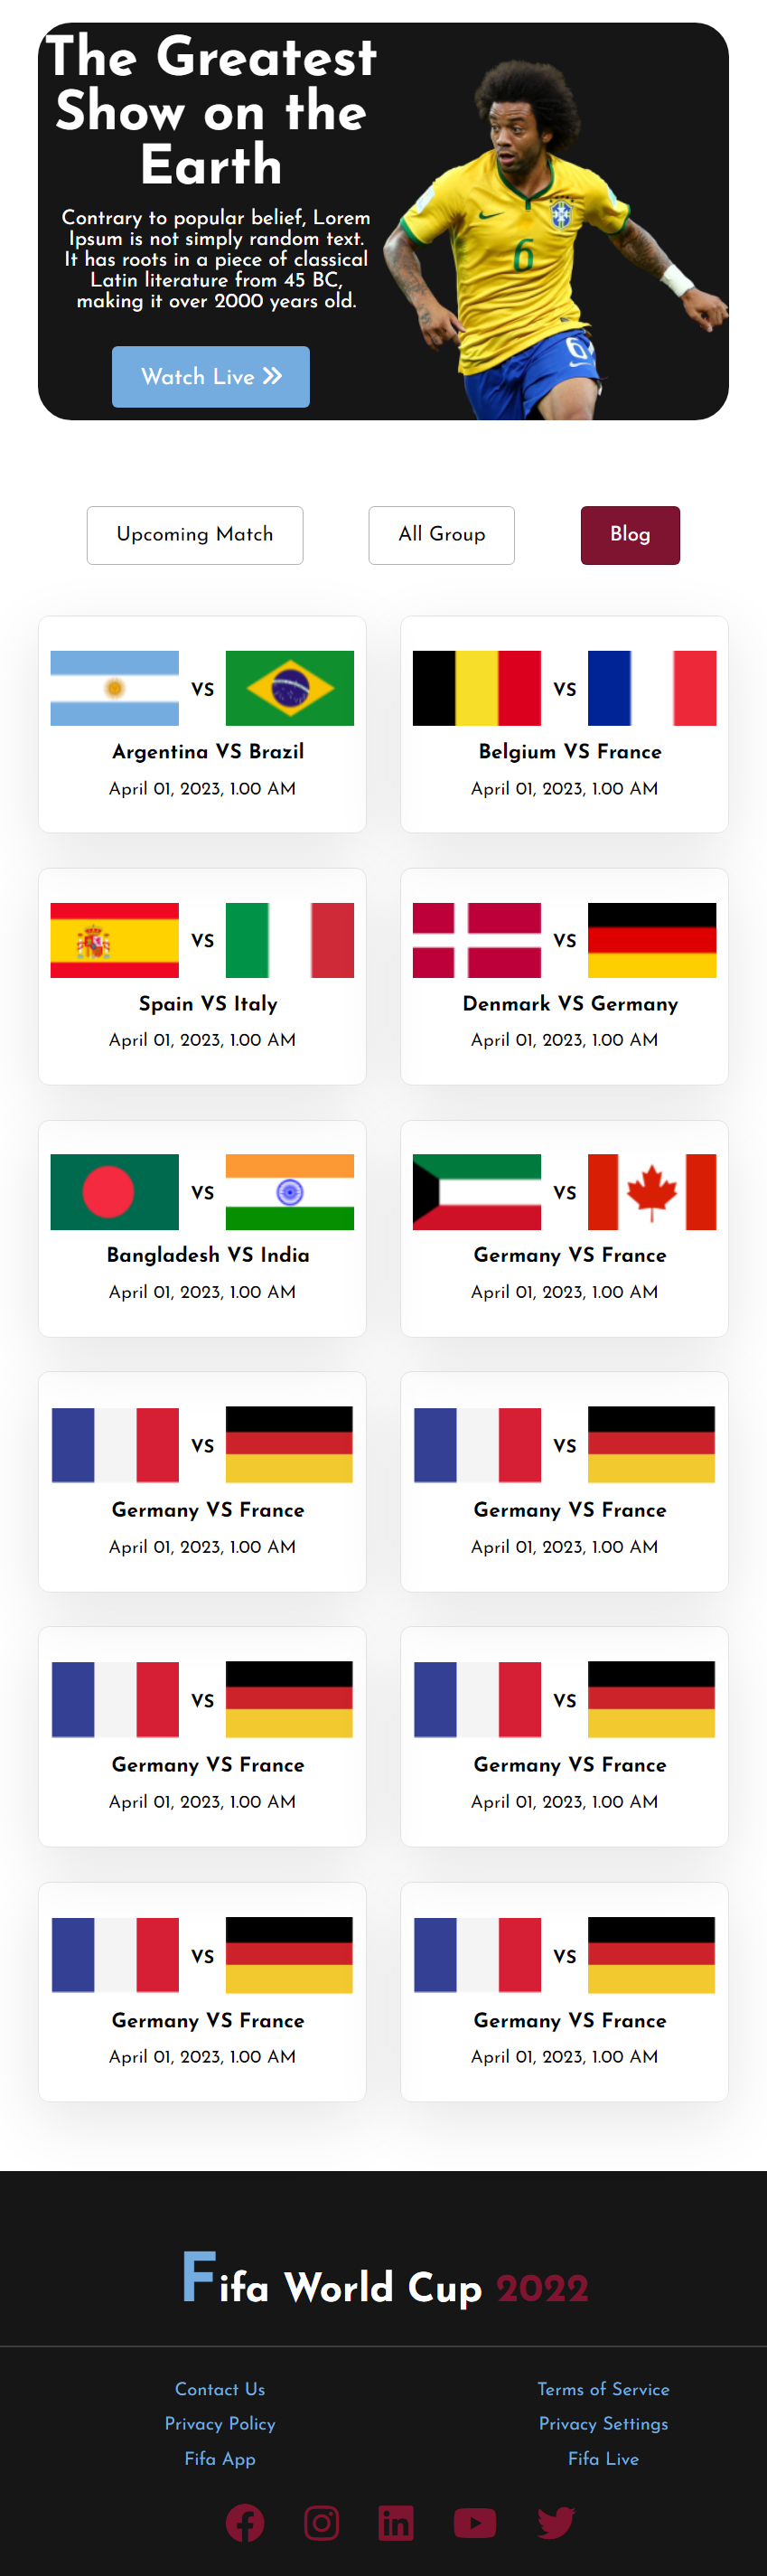 The Greatest
Show on the
Earth
Contrary to popular belief, Lorem
Ipsum is not simply random text.
It has roots in a piece of classical
Latin literature from 45 BC,
making it over 2000 years old.
6
6
Watch Live
Upcoming Match
All Group
Blog
VS
VS
Argentina VS Brazil
Belgium VS France
April 01, 2023, 1.00 AM
April 01, 2023, 1.00 AM
VS
VS
Spain VS Italy
Denmark VS Germany
April 01, 2023, 1.00 AM
April 01, 2023, 1.00 AM
VS
VS
Bangladesh VS India
Germany VS France
April 01, 2023, 1.00 AM
April 01, 2023, 1.00 AM
VS
VS
Germany VS France
Germany VS France
April 01, 2023, 1.00 AM
April 01, 2023, 1.00 AM
VS
VS
Germany VS France
Germany VS France
April 01, 2023, 1.00 AM
April 01, 2023, 1.00 AM
VS
VS
Germany VS France
Germany VS France
April 01, 2023, 1.00 AM
April 01, 2023, 1.00 AM
Fifa World Cup 2022
Contact Us
Terms of Service
Privacy Policy
Privacy Settings
Fifa App
Fifa Live
in